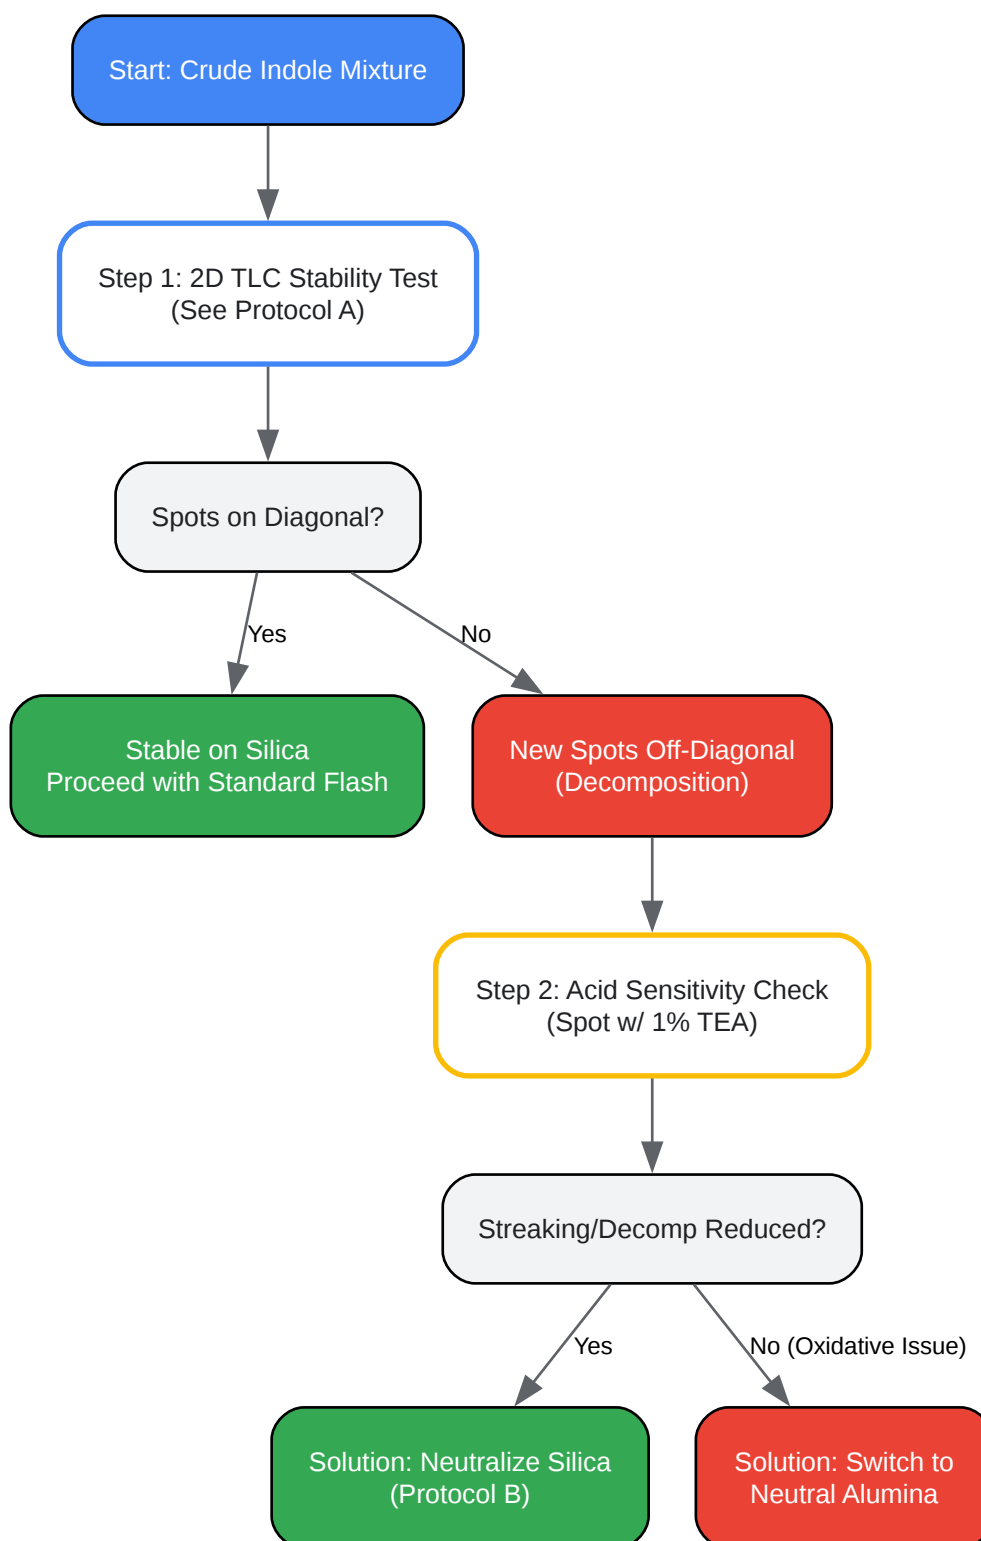 Start: Crude Indole Mixture
Step 1: 2D TLC Stability Test
(See Protocol A)
Spots on Diagonal?
Yes
No
Stable on Silica
Proceed with Standard Flash
New Spots Off-Diagonal
(Decomposition)
Step 2: Acid Sensitivity Check
(Spot w/ 1% TEA)
Streaking/Decomp Reduced?
Yes
No (Oxidative Issue)
Solution: Neutralize Silica
(Protocol B)
Solution: Switch to
Neutral Alumina